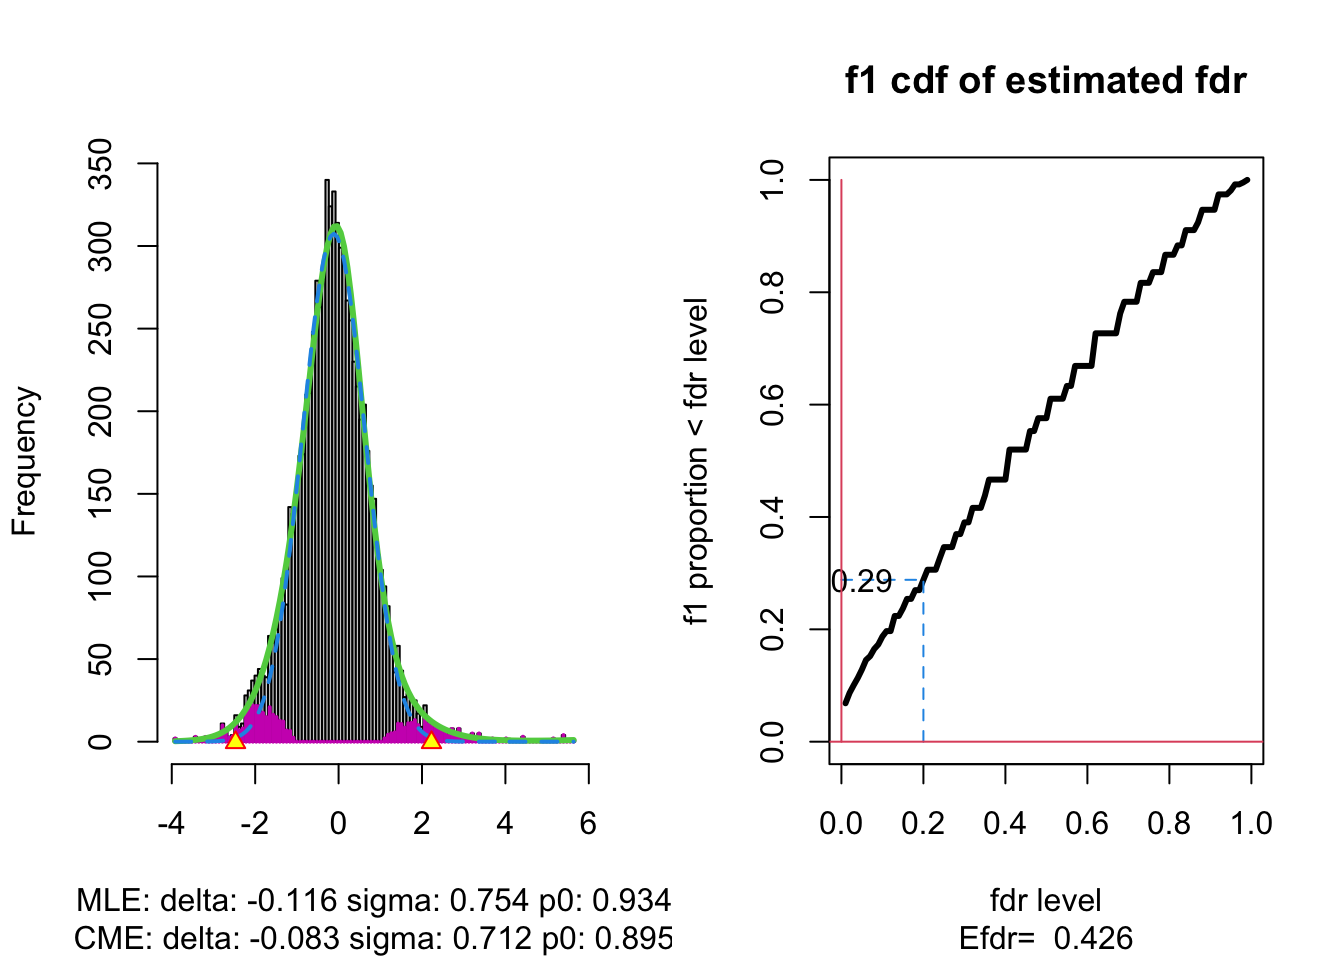 Frequency
350
300
250
200
150
100
50
0
-4 -2 0 2 4 6
MLE: delta: -0.116 sigma: 0.754 p0: 0.934
CME: delta: -0.083 sigma: 0.712 p0: 0.895
f1 cdf of estimated fdr
f1 proportion < fdr level
1.0
0.8
0.6
0.4
0.2
0.0
0.29
0.0 0.2 0.4 0.6 0.8 1.0
fdr level
Efdr= 0.426